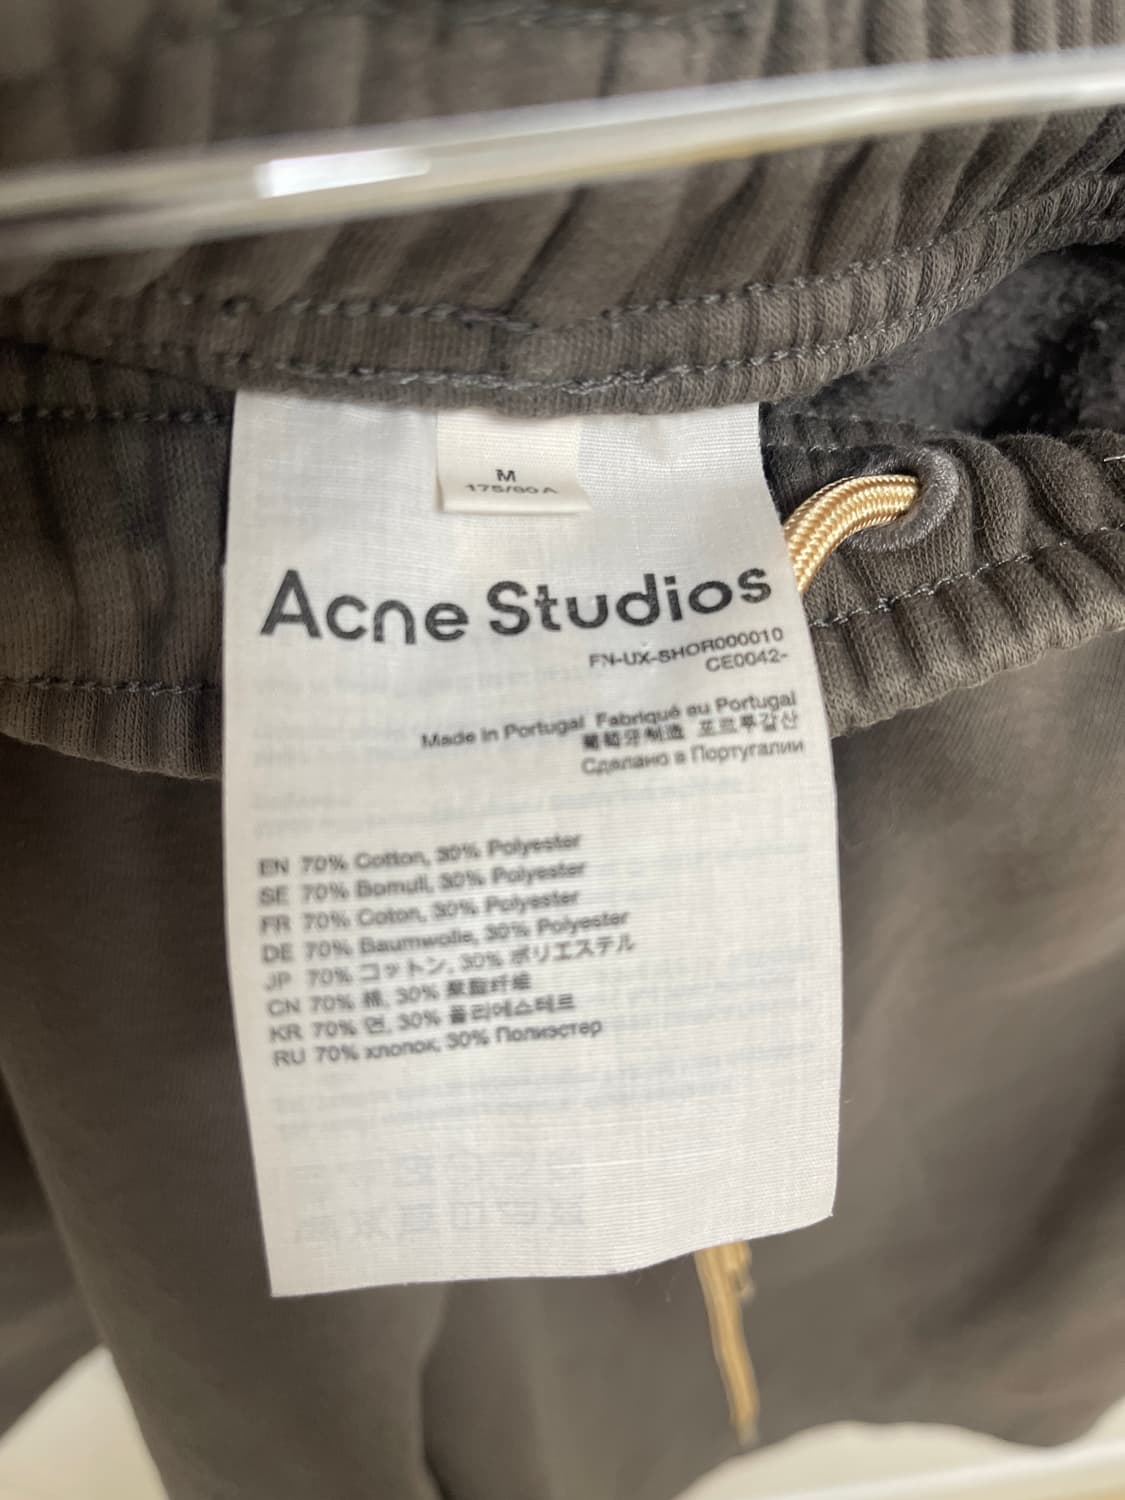 M
175/90A
Acne Studios
FN-UX-SHOR000010
CE0042-
Made in Portugal Fabriqué au Portugal
葡萄牙制造 포르투갈산
Сделано в Португалии
EN 70% Cotton, 30% Polyester
SE 70% Bomull, 30% Polyester
FR 70% Coton, 30% Polyester
DE 70% Baumwolle, 30% Polyester
JP 70% コットン, 30% ポリエステル
CN 70% 棉, 30% 聚酯纤维
KR 70% 면, 30% 폴리에스테르
RU 70% хлопок, 30% Полиэстер